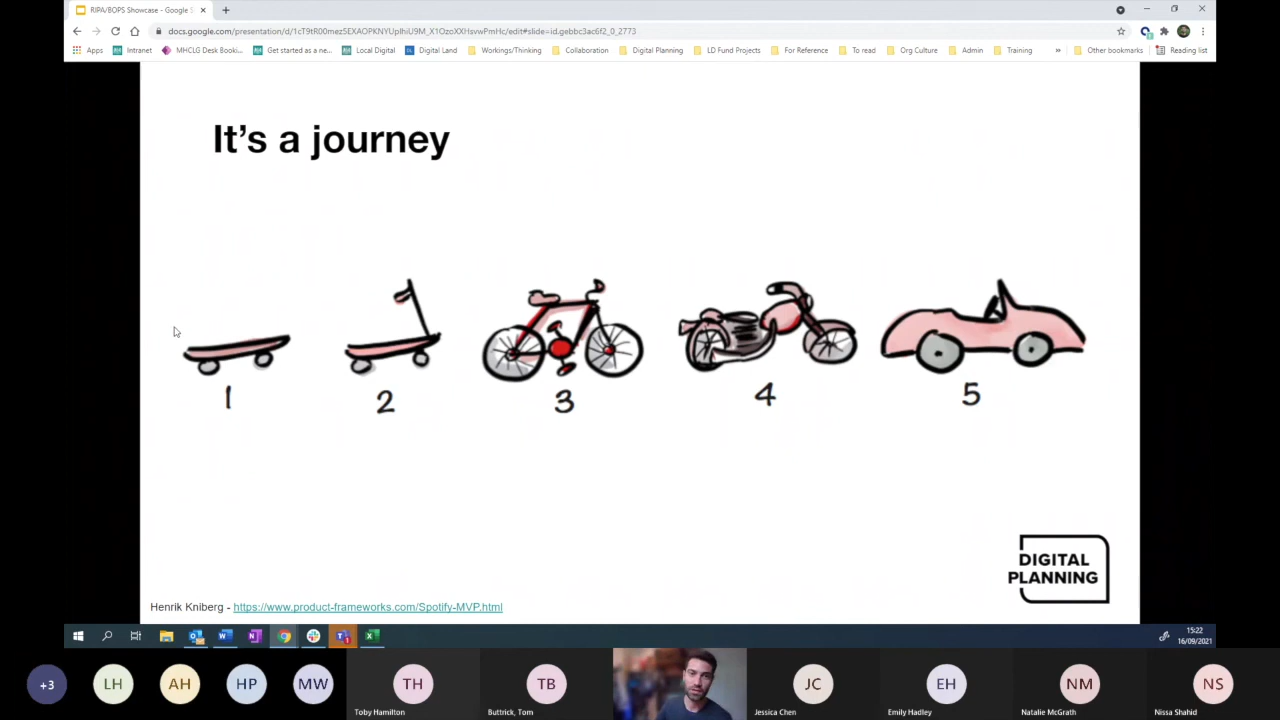 RIPA/BOPS Showcase - Google S
docs.google.com/presentation/d/1cT9tR00mez5EXAOPKNYUplhiU9M_X1OzoXXHsvwPmHc/edit#slide=id.gebbc3ac6f2_0_2773
Apps Intranet MHCLG Desk Booki... Get started as a ne... Local Digital Digital Land Workings/Thinking Collaboration Digital Planning LD Fund Projects For Reference To read Org Culture Admin Training » Other bookmarks Reading list
It's a journey
1 2 3 4 5
DIGITAL
PLANNING
Henrik Kniberg - https://www.product-frameworks.com/Spotify-MVP.html
15:22
16/09/2021
+3 LH AH HP MW TH TB JC EH NM NS
Toby Hamilton Buttrick, Tom Jessica Chen Emily Hadley Natalie McGrath Nissa Shahid